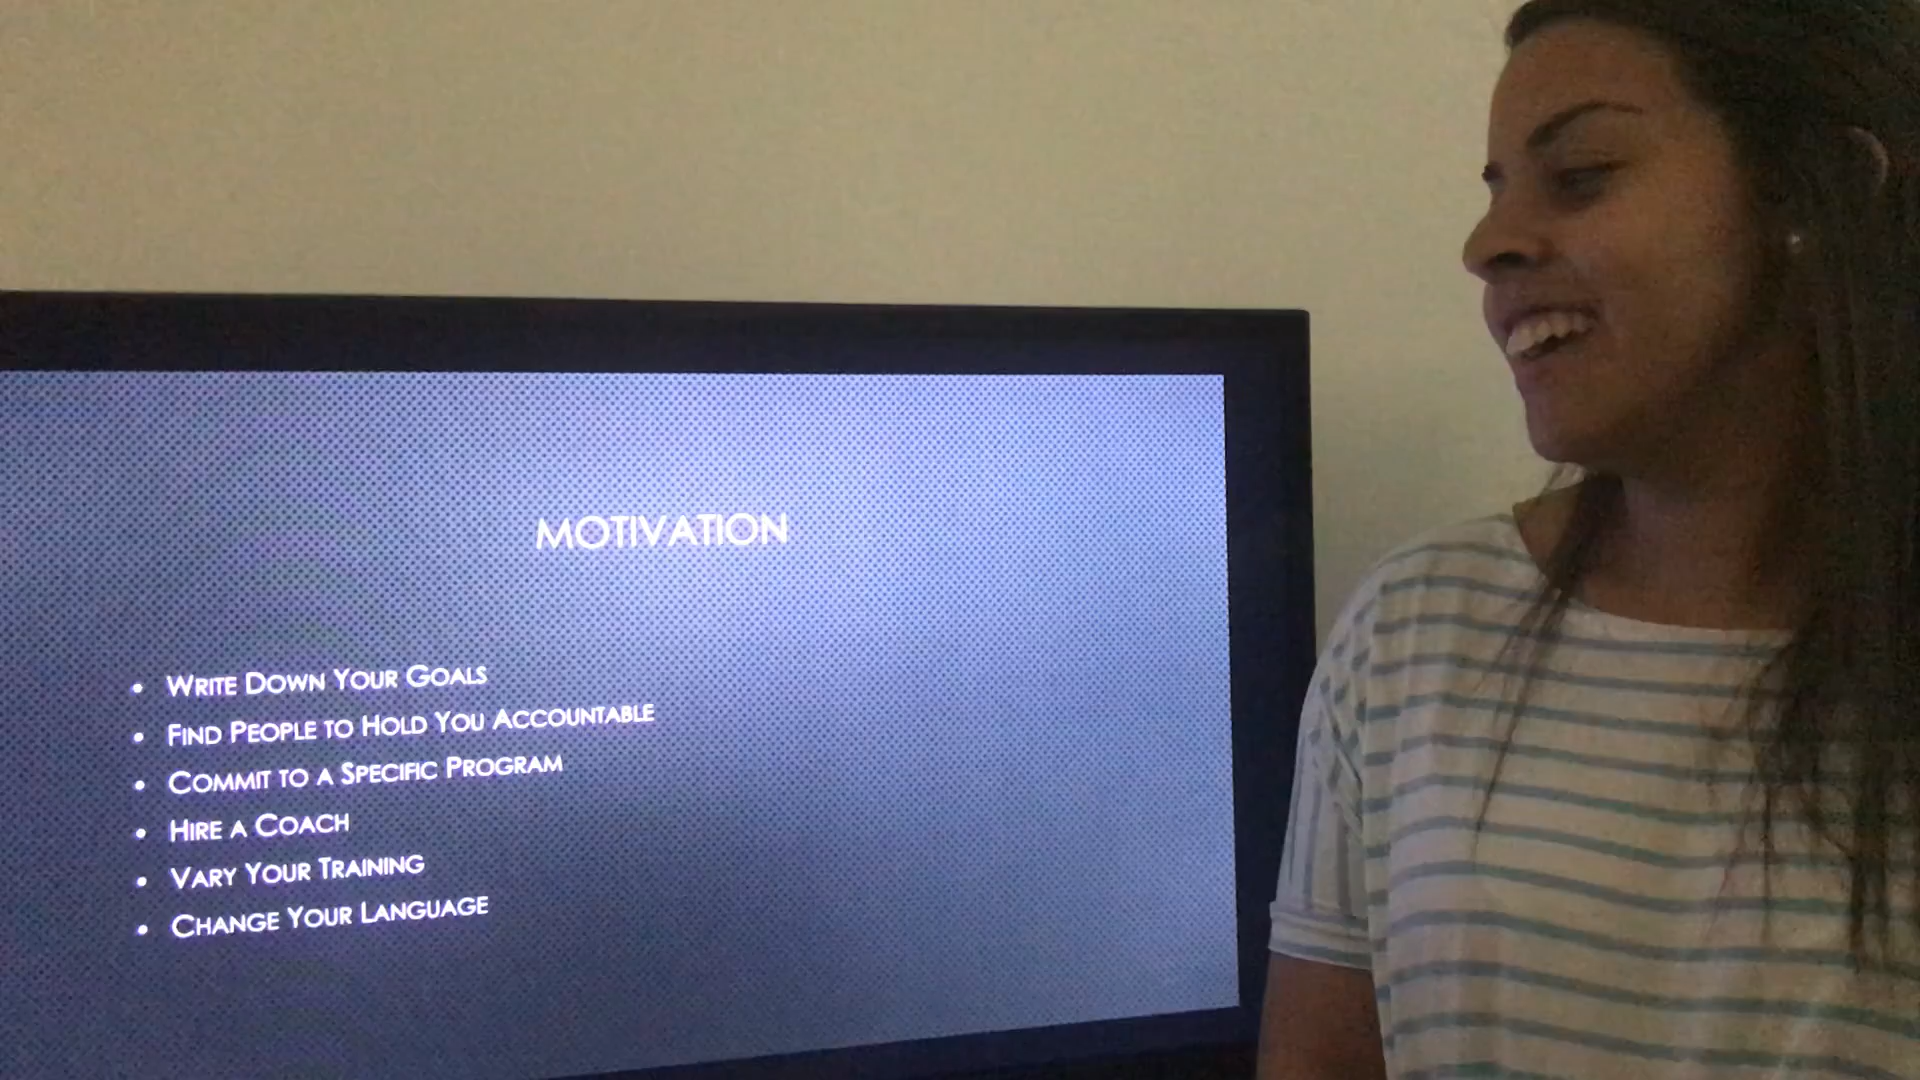 MOTIVATION
• WRITE DOWN YOUR GOALS
• FIND PEOPLE TO HOLD YOU ACCOUNTABLE
• COMMIT TO A SPECIFIC PROGRAM
• HIRE A COACH
• VARY YOUR TRAINING
• CHANGE YOUR LANGUAGE